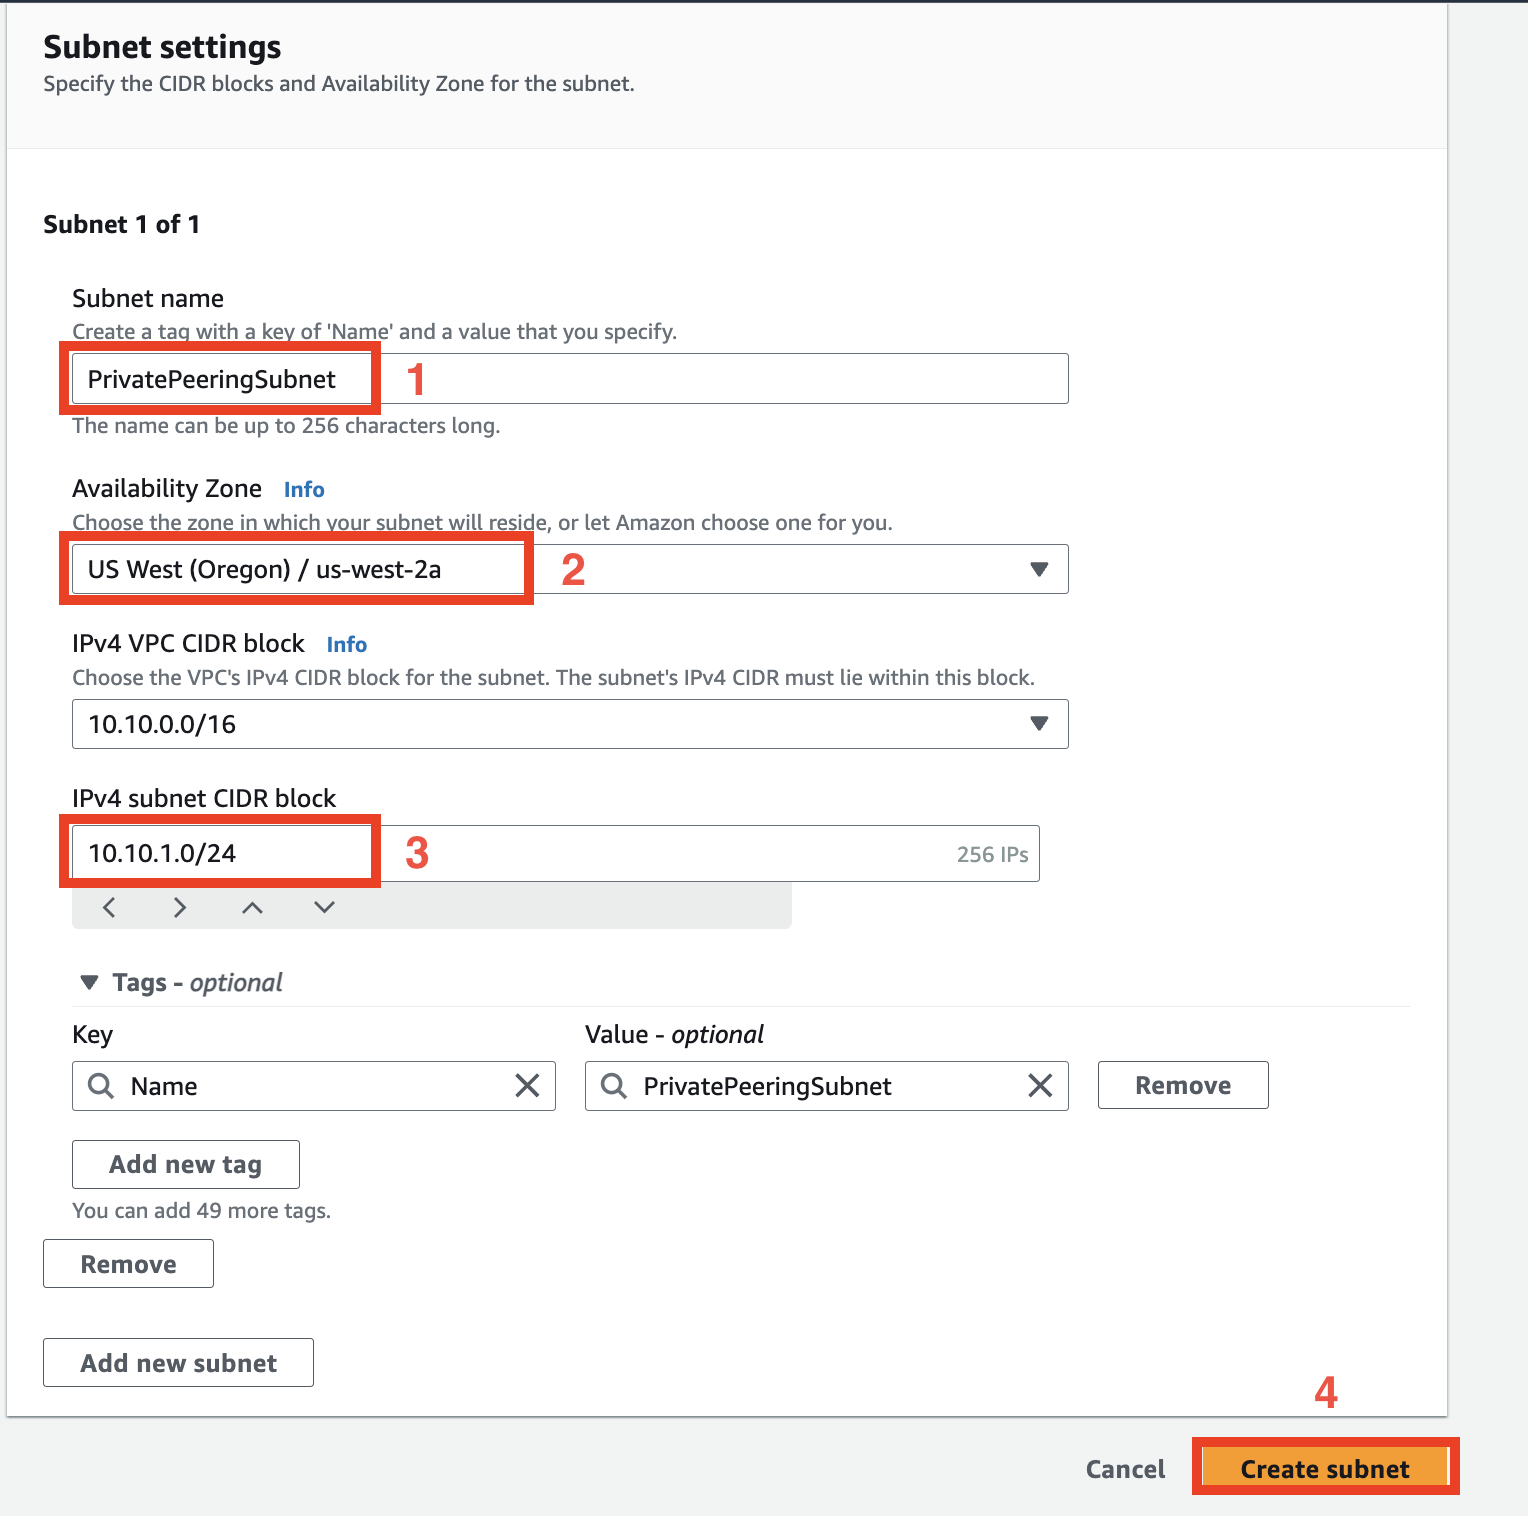 Subnet settings
Specify the CIDR blocks and Availability Zone for the subnet.
Subnet 1 of 1
Subnet name
Create a tag with a key of 'Name' and a value that you specify.
PrivatePeeringSubnet 1
The name can be up to 256 characters long.
Availability Zone Info
Choose the zone in which your subnet will reside, or let Amazon choose one for you.
US West (Oregon) / us-west-2a 2
IPv4 VPC CIDR block Info
Choose the VPC's IPv4 CIDR block for the subnet. The subnet's IPv4 CIDR must lie within this block.
10.10.0.0/16
IPv4 subnet CIDR block
10.10.1.0/24 3 256 IPs
Tags - optional
Key Value - optional
Name PrivatePeeringSubnet Remove
Add new tag
You can add 49 more tags.
Remove
Add new subnet
4
Cancel Create subnet